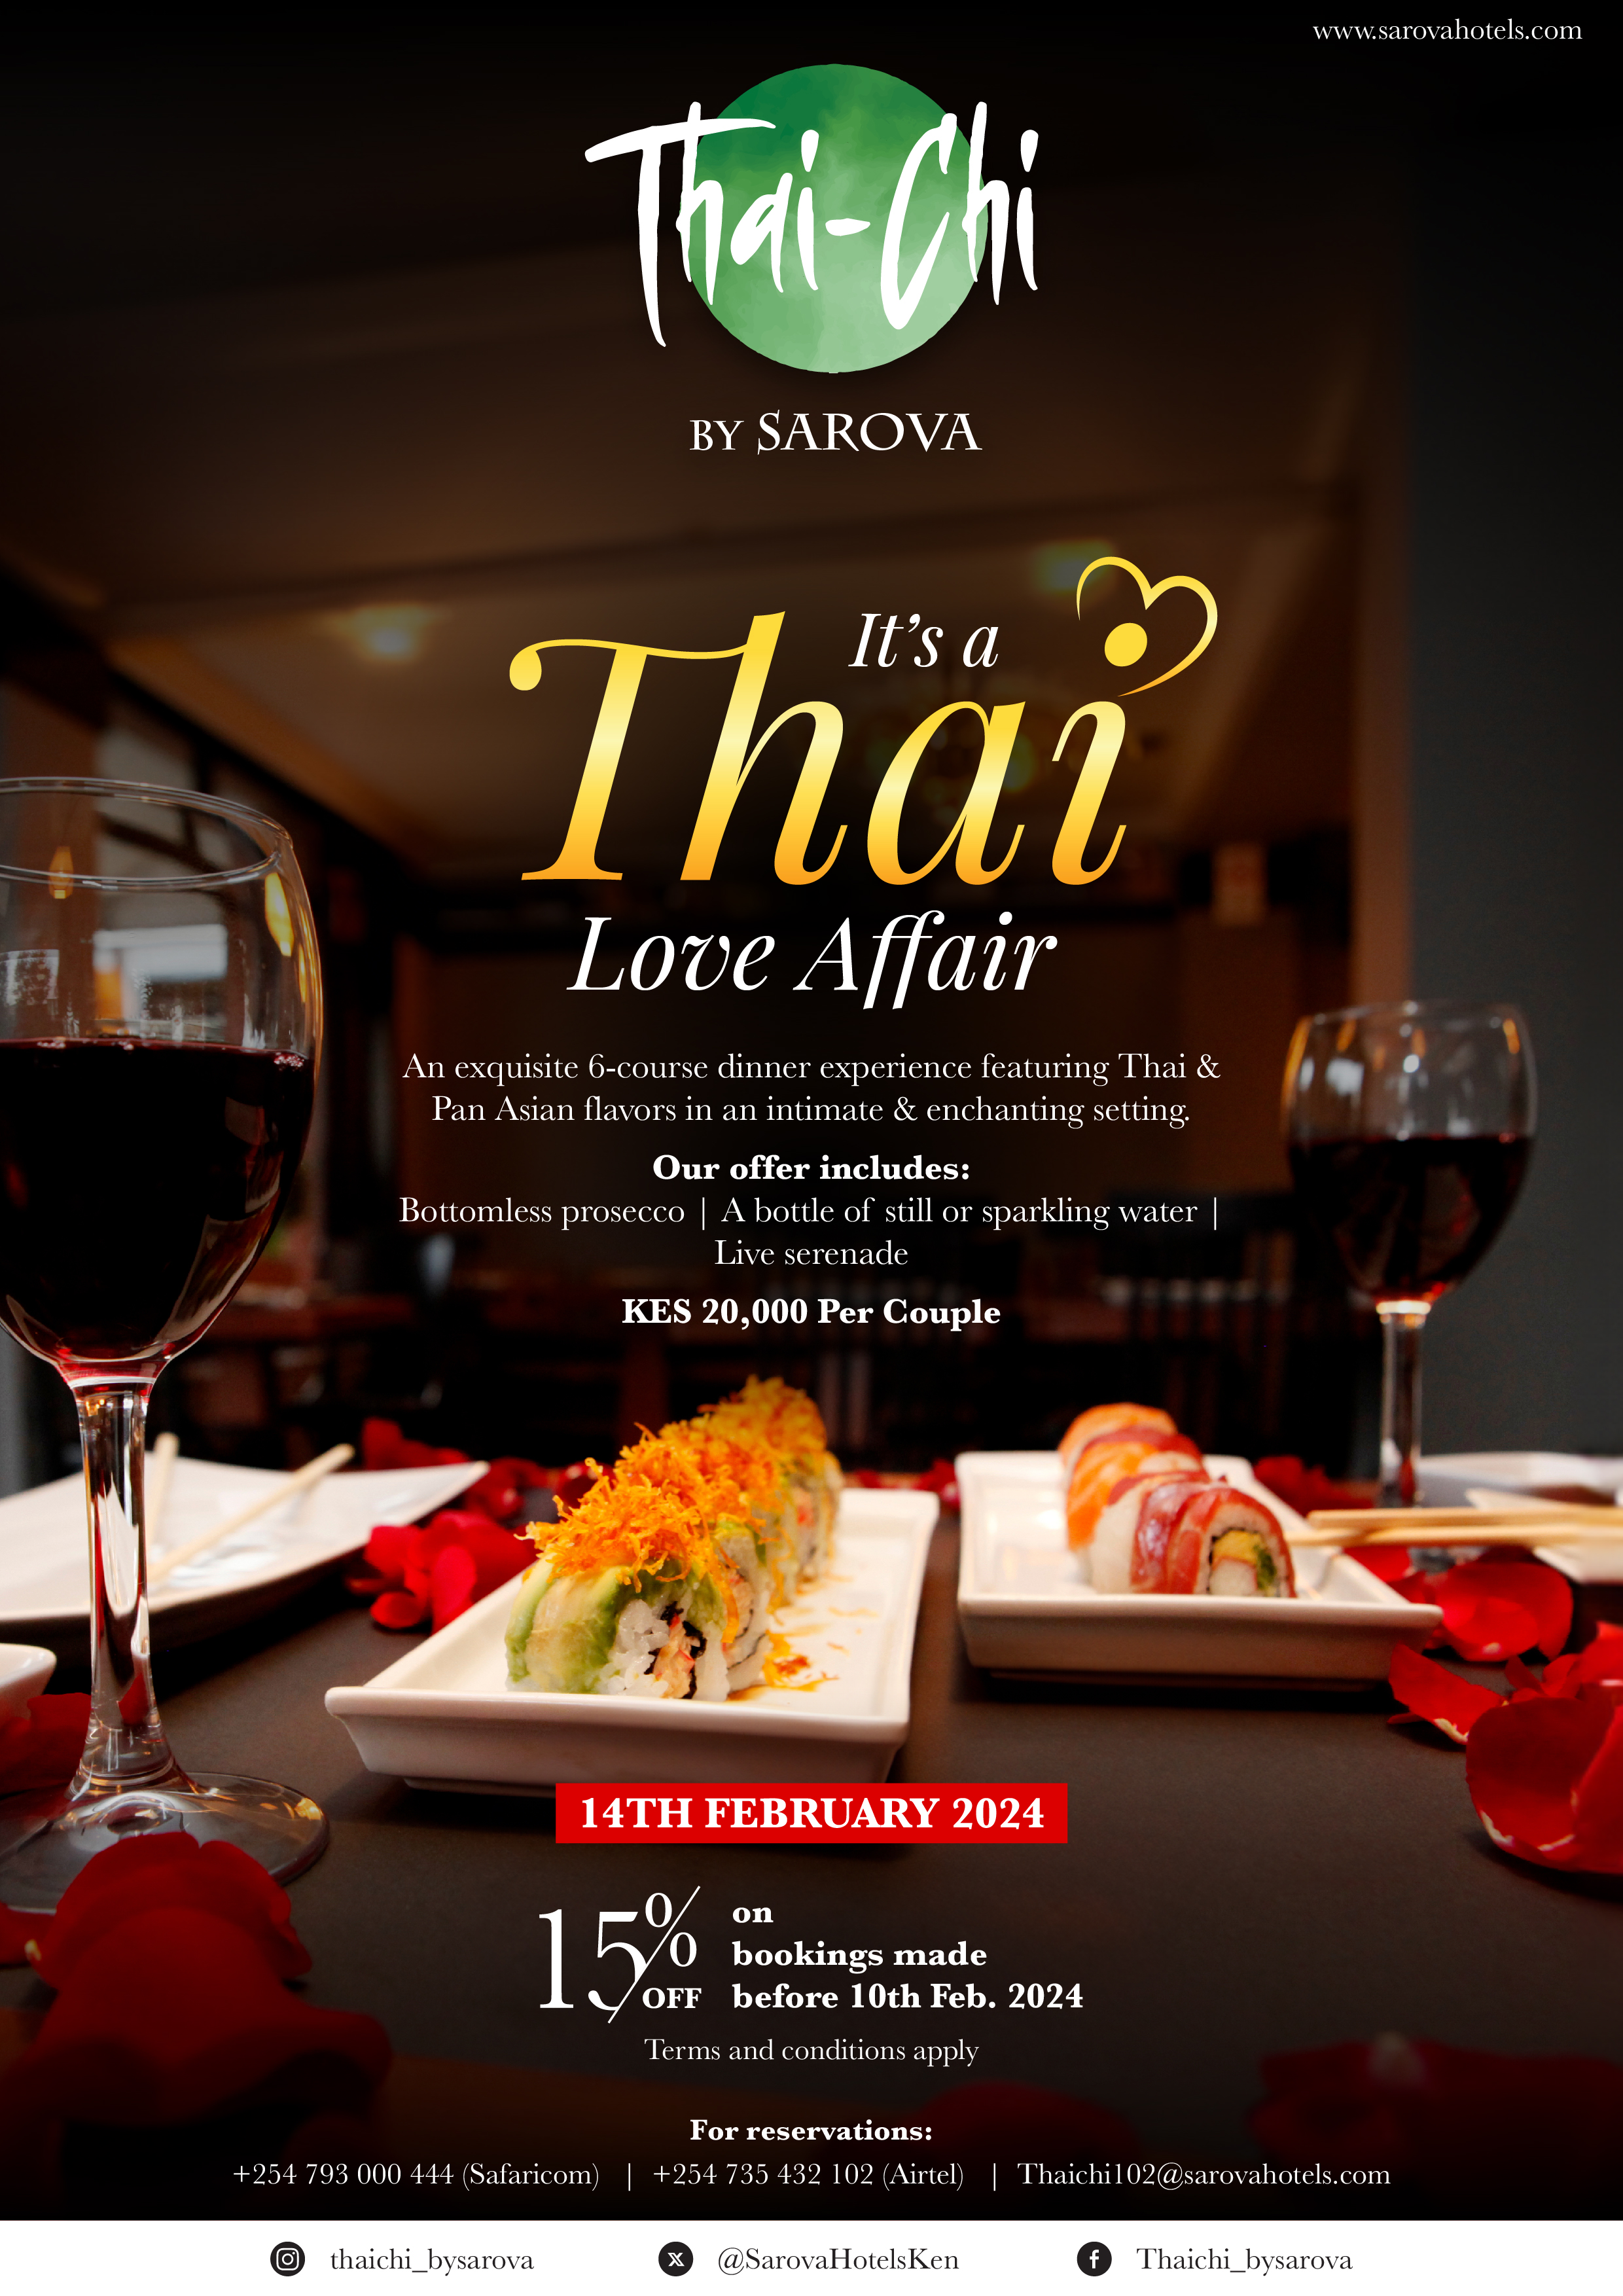 www.sarovahotels.com
Thai-Chi
BY SAROVA
It's a
Thai
Love Affair
An exquisite 6-course dinner experience featuring Thai &
Pan Asian flavors in an intimate & enchanting setting.
Our offer includes:
Bottomless prosecco | A bottle of still or sparkling water |
Live serenade
KES 20,000 Per Couple
14TH FEBRUARY 2024
15% OFF
on
bookings made
before 10th Feb. 2024
Terms and conditions apply
For reservations:
+254 793 000 444 (Safaricom) | +254 735 432 102 (Airtel) | Thaichi102@sarovahotels.com
thaichi_bysarova @SarovaHotelsKen Thaichi_bysarova